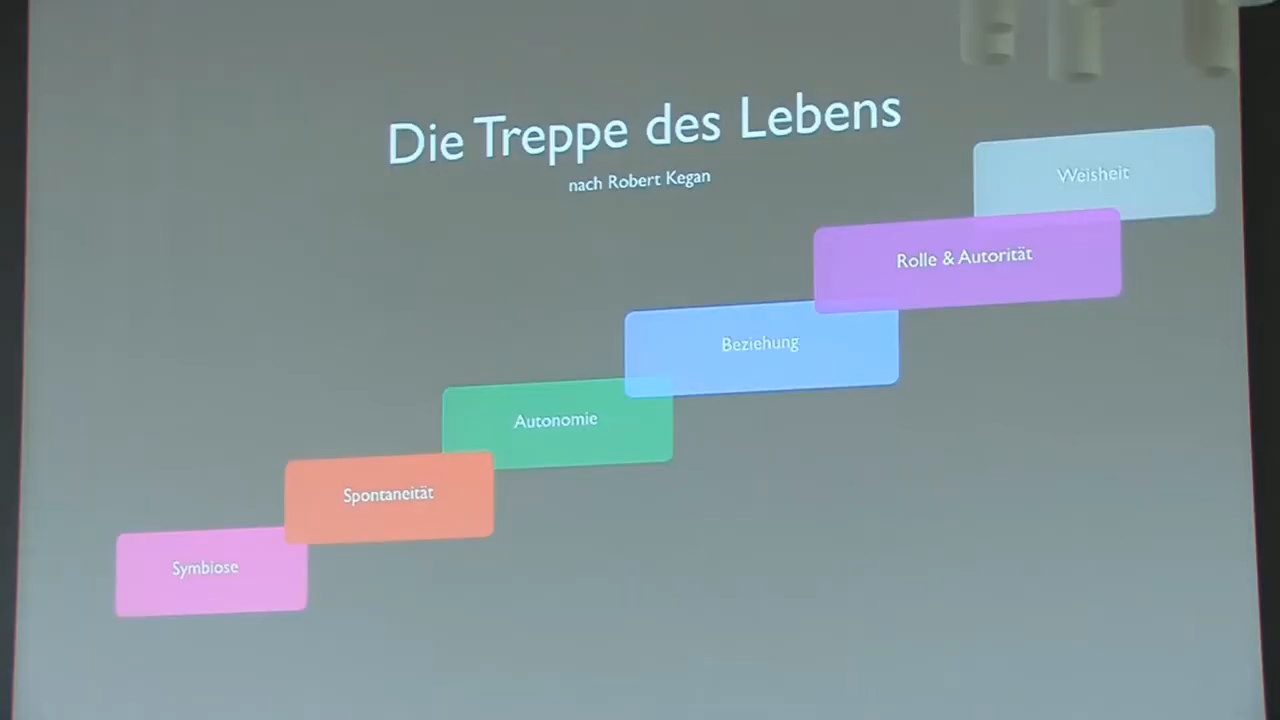 Die Treppe des Lebens
nach Robert Kegan
Weisheit
Rolle & Autorität
Beziehung
Autonomie
Spontaneität
Symbiose